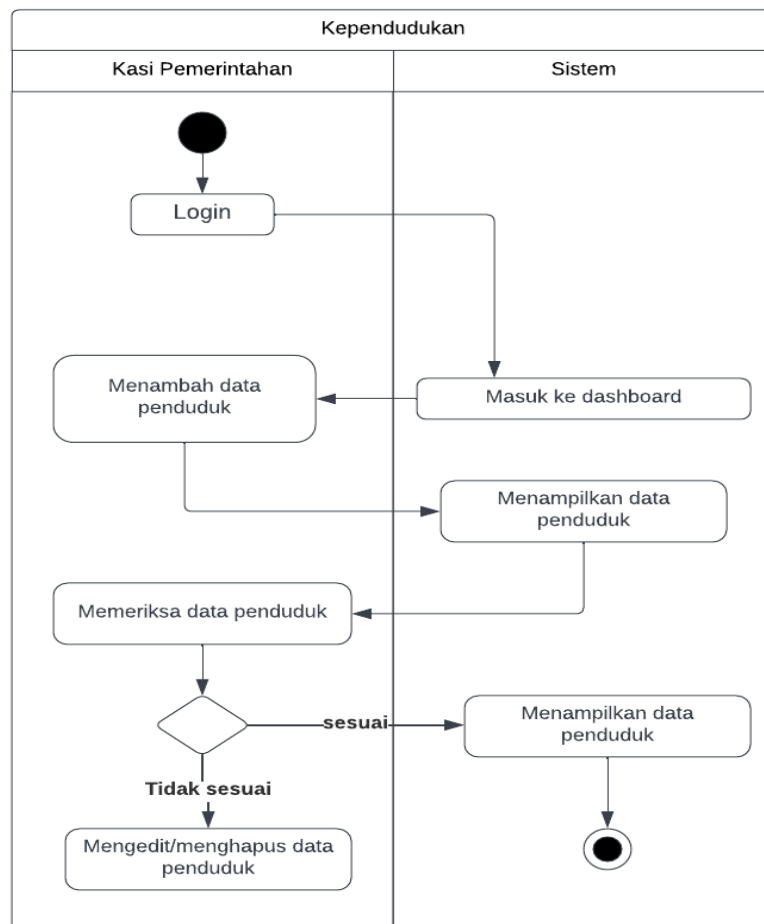 Kependudukan
Kasi Pemerintahan
Sistem
Login
Menambah data
penduduk
Masuk ke dashboard
Menampilkan data
penduduk
Memeriksa data penduduk
sesuai
Menampilkan data
penduduk
Tidak sesuai
Mengedit/menghapus data
penduduk